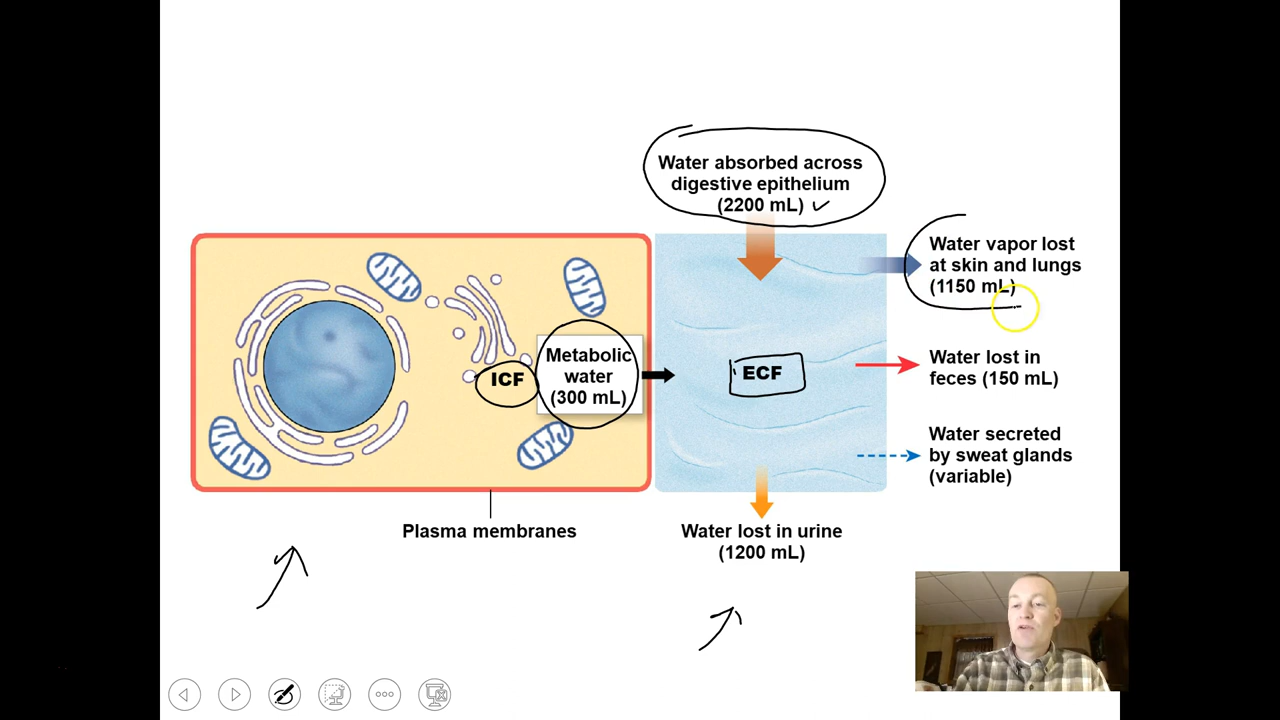 Water absorbed across
digestive epithelium
(2200 mL)
Water vapor lost
at skin and lungs
(1150 mL)
Metabolic
water
(300 mL)
ICF
ECF
Water lost in
feces (150 mL)
Water secreted
by sweat glands
(variable)
Plasma membranes
Water lost in urine
(1200 mL)